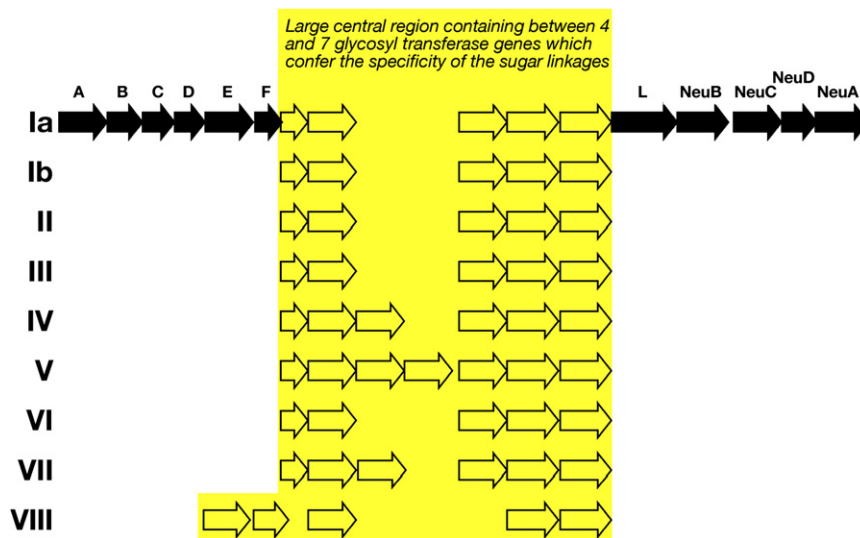 Large central region containing between 4
and 7 glycosyl transferase genes which
confer the specificity of the sugar linkages
A B C D E F L NeuB NeuC NeuD NeuA
Ia
Ib
II
III
IV
V
VI
VII
VIII